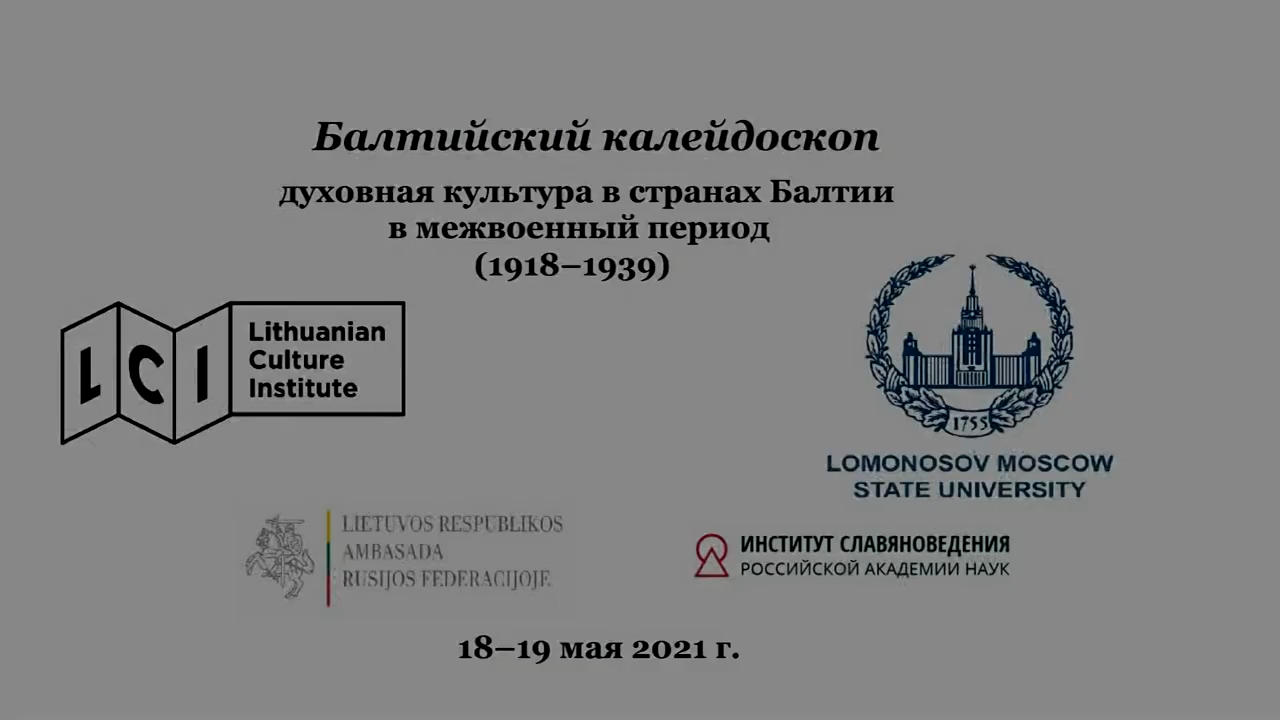 Балтийский калейдоскоп
духовная культура в странах Балтии
в межвоенный период
(1918–1939)
LCI
Lithuanian
Culture
Institute
1755
LOMONOSOV MOSCOW
STATE UNIVERSITY
LIETUVOS RESPUBLIKOS
AMBASADA
RUSIJOS FEDERACIJOJE
ИНСТИТУТ СЛАВЯНОВЕДЕНИЯ
РОССИЙСКОЙ АКАДЕМИИ НАУК
18–19 мая 2021 г.